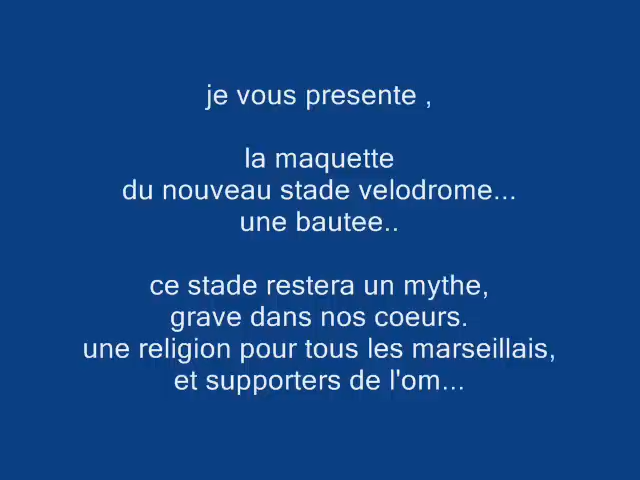 je vous presente ,
la maquette
du nouveau stade velodrome...
une bautee..
ce stade restera un mythe,
grave dans nos coeurs.
une religion pour tous les marseillais,
et supporters de l'om...